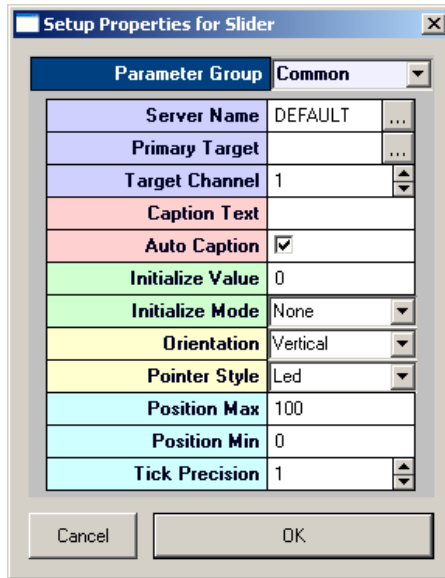 Setup Properties for Slider
Parameter Group Common
Server Name DEFAULT ...
Primary Target ...
Target Channel 1
Caption Text
Auto Caption
Initialize Value 0
Initialize Mode None
Orientation Vertical
Pointer Style Led
Position Max 100
Position Min 0
Tick Precision 1
Cancel OK